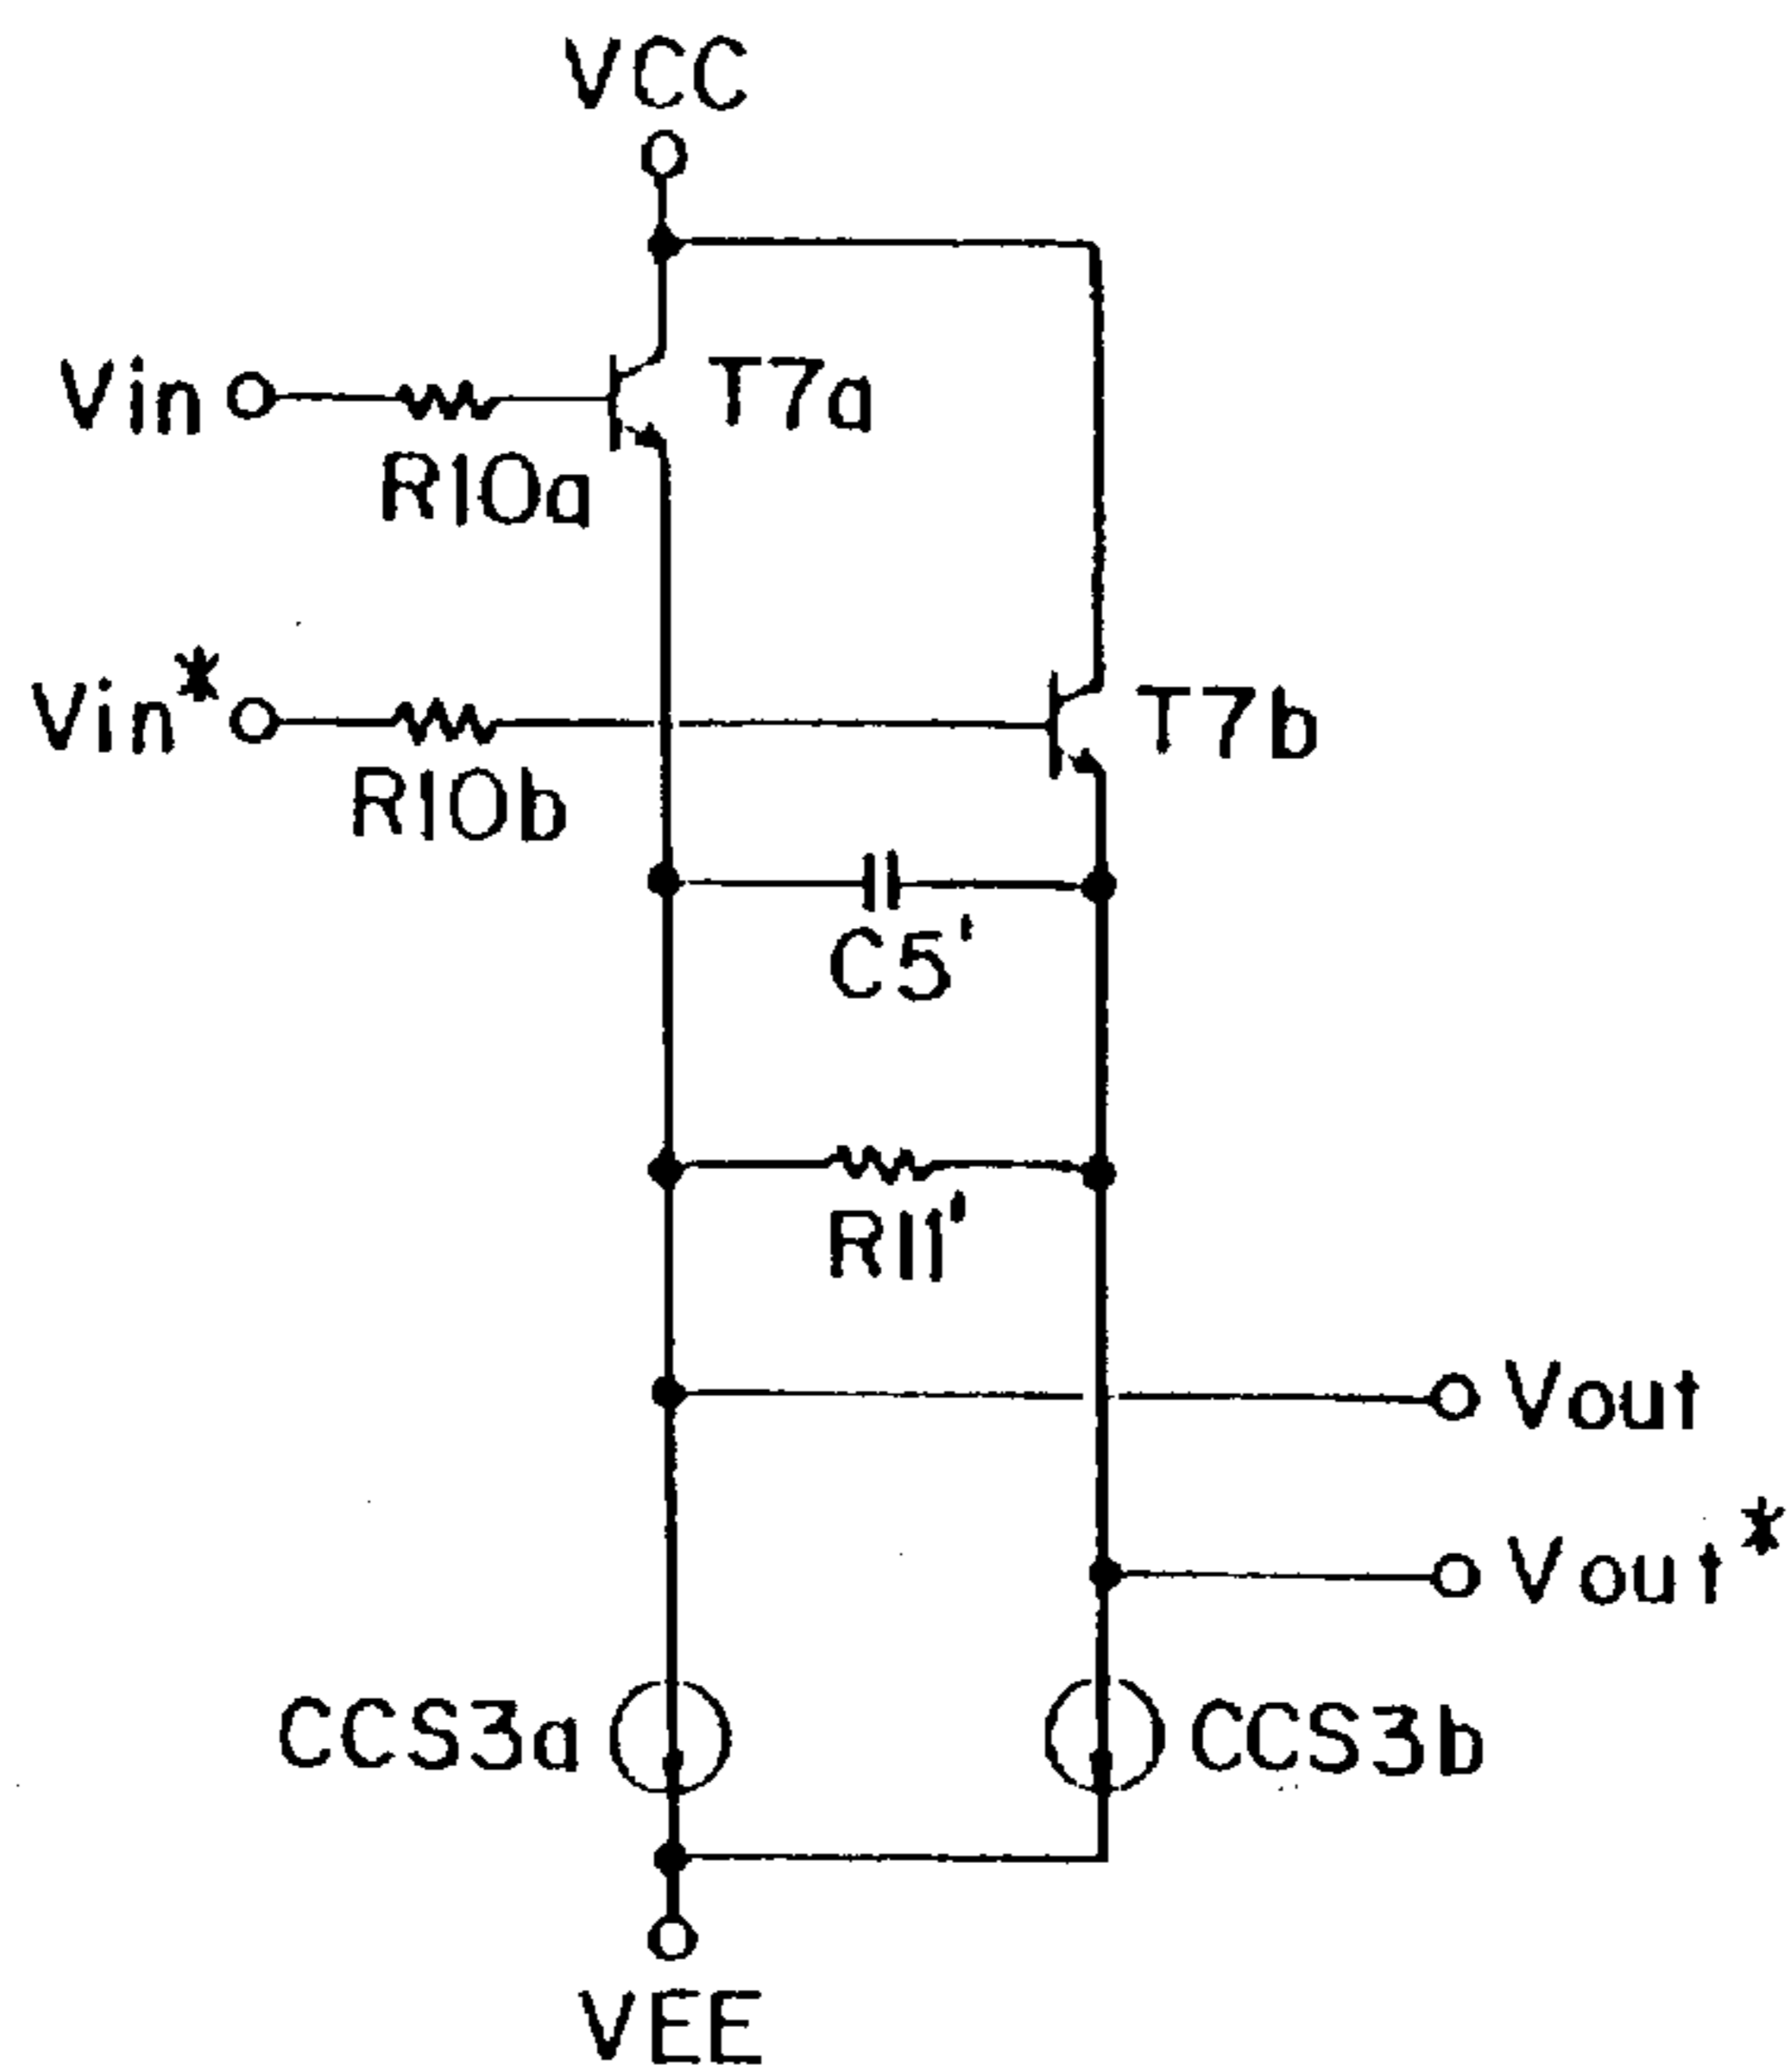 VCC
Vin
T7a
R10a
Vin*
T7b
R10b
C5'
R11'
Vout
Vout*
CCS3a
CCS3b
VEE